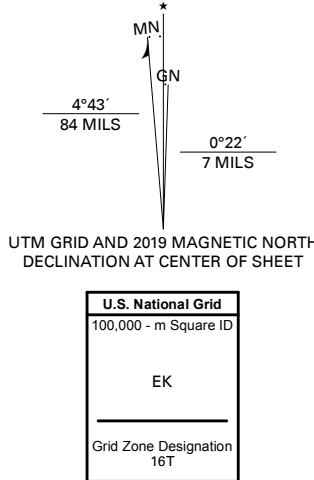 MN
GN
4°43´
84 MILS
0°22´
7 MILS
UTM GRID AND 2019 MAGNETIC NORTH
DECLINATION AT CENTER OF SHEET
U.S. National Grid
100,000 - m Square ID
EK
Grid Zone Designation
16T